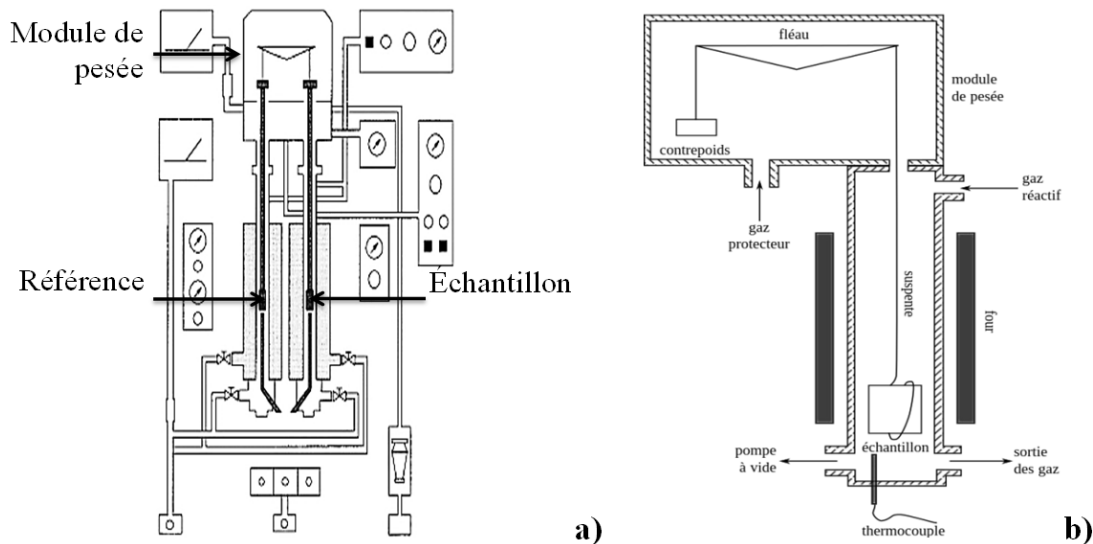 Module de
pesée
Référence
Échantillon
a)
fléau
module
de pesée
contrepoids
gaz
réactif
gaz
protecteur
suspente
four
échantillon
pompe
à vide
sortie
des gaz
thermocouple
b)